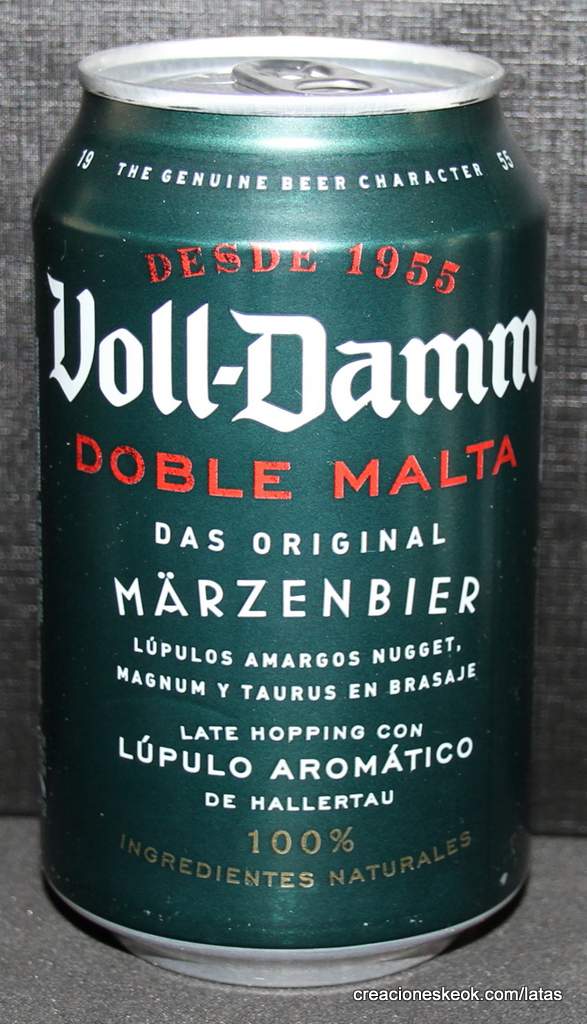 19 THE GENUINE BEER CHARACTER 55
DESDE 1955
Voll-Damm
DOBLE MALTA
DAS ORIGINAL
MÄRZENBIER
LÚPULOS AMARGOS NUGGET,
MAGNUM Y TAURUS EN BRASAJE
LATE HOPPING CON
LÚPULO AROMÁTICO
DE HALLERTAU
100%
INGREDIENTES NATURALES
creacioneskeok.com/latas